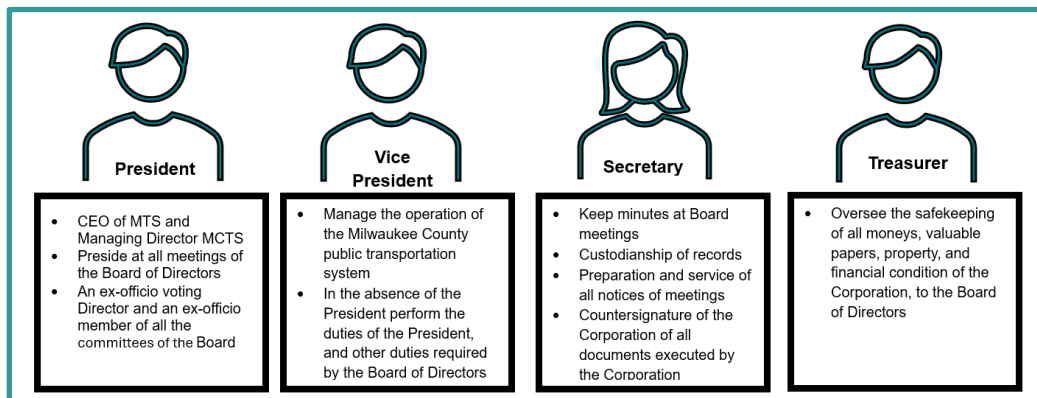 President
• CEO of MTS and
Managing Director MCTS
• Preside at all meetings of
the Board of Directors
• An ex-officio voting
Director and an ex-officio
member of all the
committees of the Board
Vice
President
• Manage the operation of
the Milwaukee County
public transportation
system
• In the absence of the
President perform the
duties of the President,
and other duties required
by the Board of Directors
Secretary
• Keep minutes at Board
meetings
• Custodianship of records
• Preparation and service of
all notices of meetings
• Countersignature of the
Corporation of all
documents executed by
the Corporation
Treasurer
• Oversee the safekeeping
of all moneys, valuable
papers, property, and
financial condition of the
Corporation, to the Board
of Directors